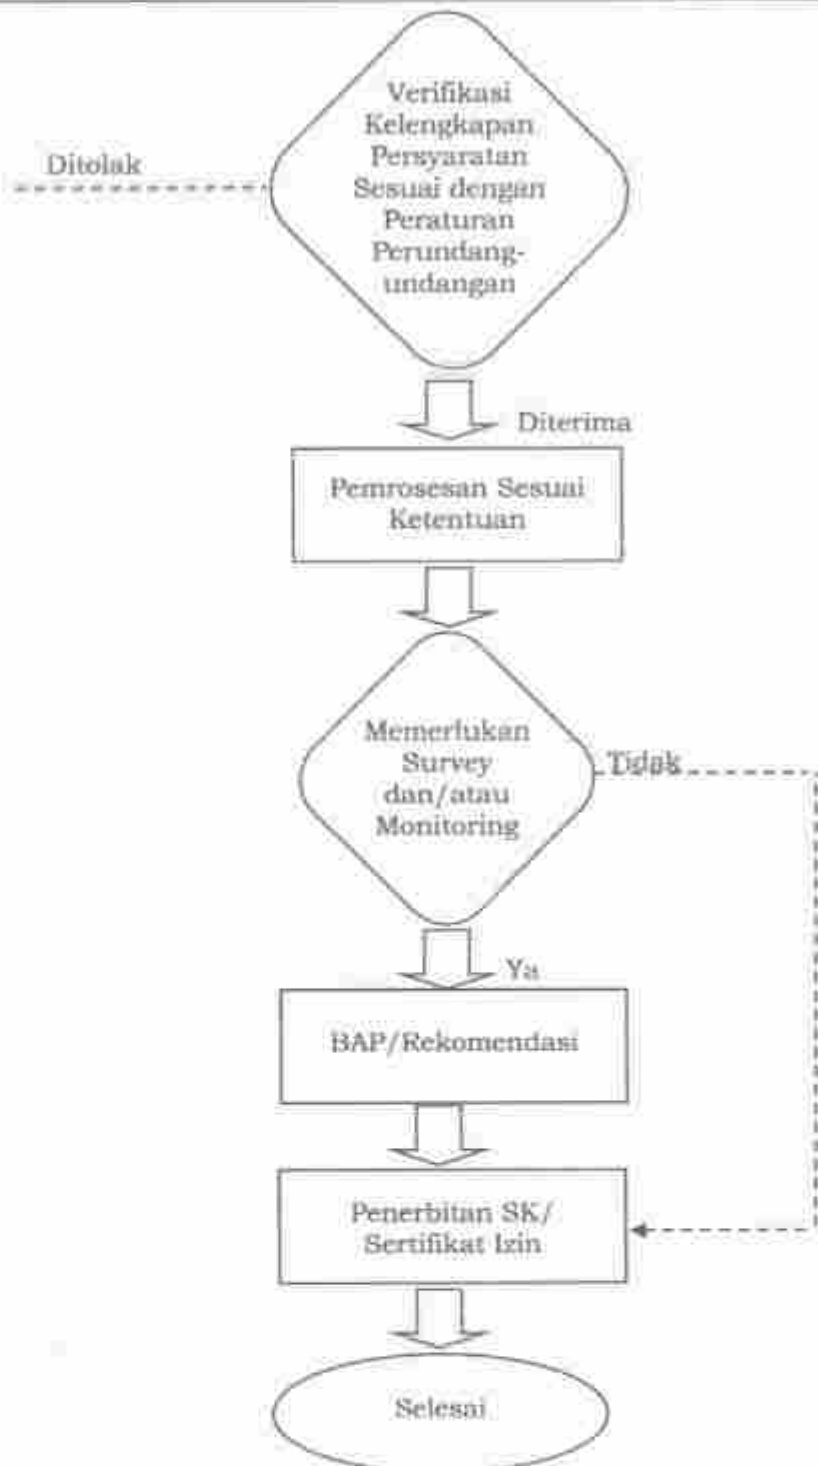 Verifikasi
Kelengkapan
Persyaratan
Sesuai dengan
Peraturan
Perundang-
undangan
Ditolak
Diterima
Pemrosesan Sesuai
Ketentuan
Memerlukan
Survey
dan/atau
Monitoring
Tidak
Ya
BAP/Rekomendasi
Penerbitan SK/
Sertifikat Izin
Selesai